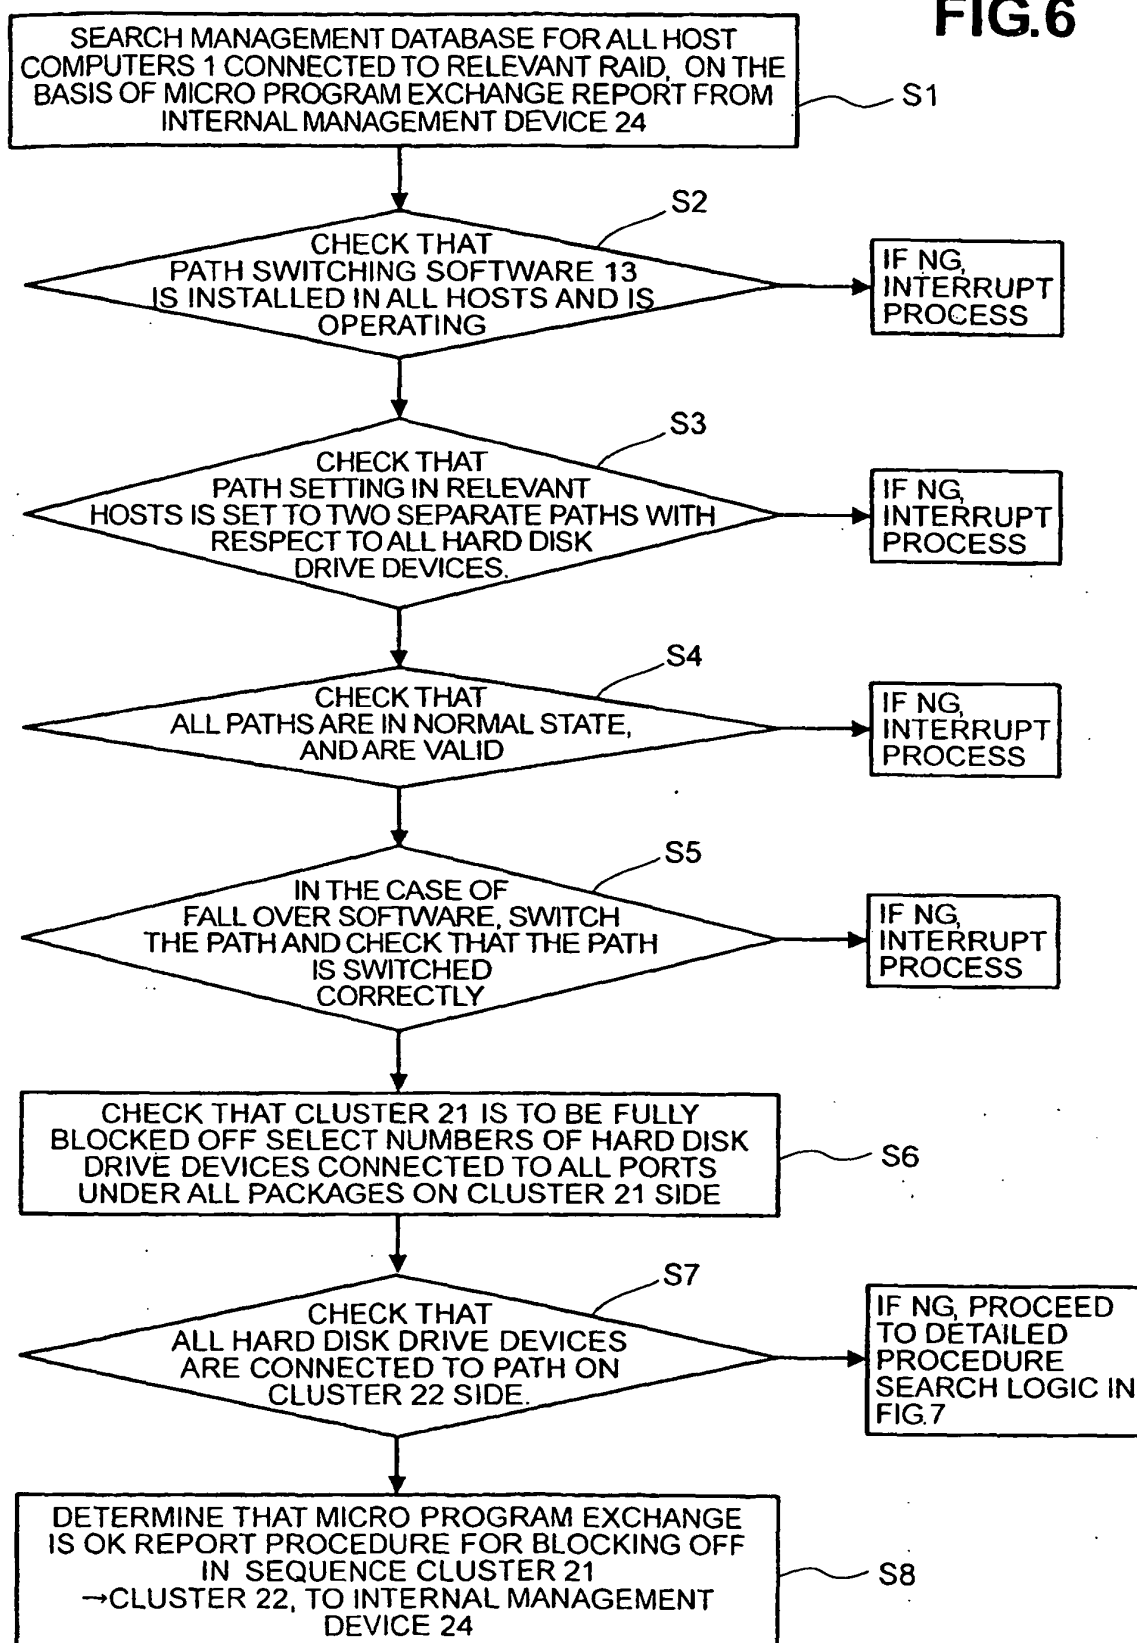 FIG.6
SEARCH MANAGEMENT DATABASE FOR ALL HOST
COMPUTERS 1 CONNECTED TO RELEVANT RAID, ON THE
BASIS OF MICRO PROGRAM EXCHANGE REPORT FROM
INTERNAL MANAGEMENT DEVICE 24
S1
S2
CHECK THAT
PATH SWITCHING SOFTWARE 13
IS INSTALLED IN ALL HOSTS AND IS
OPERATING
IF NG,
INTERRUPT
PROCESS
S3
CHECK THAT
PATH SETTING IN RELEVANT
HOSTS IS SET TO TWO SEPARATE PATHS WITH
RESPECT TO ALL HARD DISK
DRIVE DEVICES.
IF NG,
INTERRUPT
PROCESS
S4
CHECK THAT
ALL PATHS ARE IN NORMAL STATE,
AND ARE VALID
IF NG,
INTERRUPT
PROCESS
S5
IN THE CASE OF
FALL OVER SOFTWARE, SWITCH
THE PATH AND CHECK THAT THE PATH
IS SWITCHED
CORRECTLY
IF NG,
INTERRUPT
PROCESS
CHECK THAT CLUSTER 21 IS TO BE FULLY
BLOCKED OFF SELECT NUMBERS OF HARD DISK
DRIVE DEVICES CONNECTED TO ALL PORTS
UNDER ALL PACKAGES ON CLUSTER 21 SIDE
S6
S7
CHECK THAT
ALL HARD DISK DRIVE DEVICES
ARE CONNECTED TO PATH ON
CLUSTER 22 SIDE.
IF NG, PROCEED
TO DETAILED
PROCEDURE
SEARCH LOGIC IN
FIG.7
DETERMINE THAT MICRO PROGRAM EXCHANGE
IS OK REPORT PROCEDURE FOR BLOCKING OFF
IN SEQUENCE CLUSTER 21
→CLUSTER 22, TO INTERNAL MANAGEMENT
DEVICE 24
S8